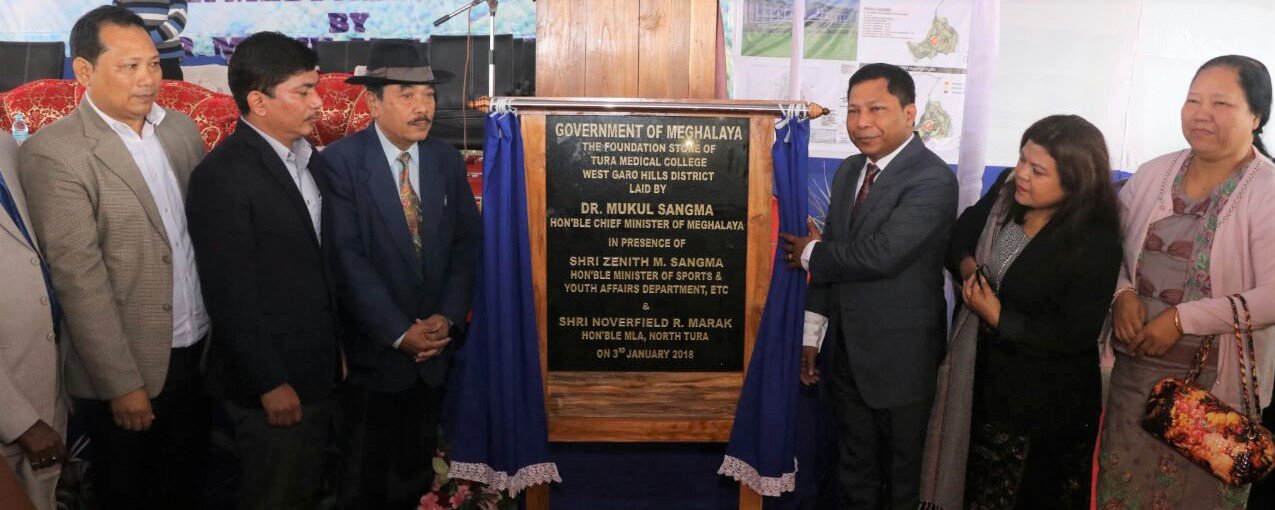 BY
GOVERNMENT OF MEGHALAYA
THE FOUNDATION STONE OF
TURA MEDICAL COLLEGE
WEST GARO HILLS DISTRICT
LAID BY
DR. MUKUL SANGMA
HON'BLE CHIEF MINISTER OF MEGHALAYA
IN PRESENCE OF
SHRI ZENITH M. SANGMA
HON'BLE MINISTER OF SPORTS &
YOUTH AFFAIRS DEPARTMENT, ETC
&
SHRI NOVERFIELD R. MARAK
HON'BLE MLA, NORTH TURA
ON 3RD JANUARY 2018